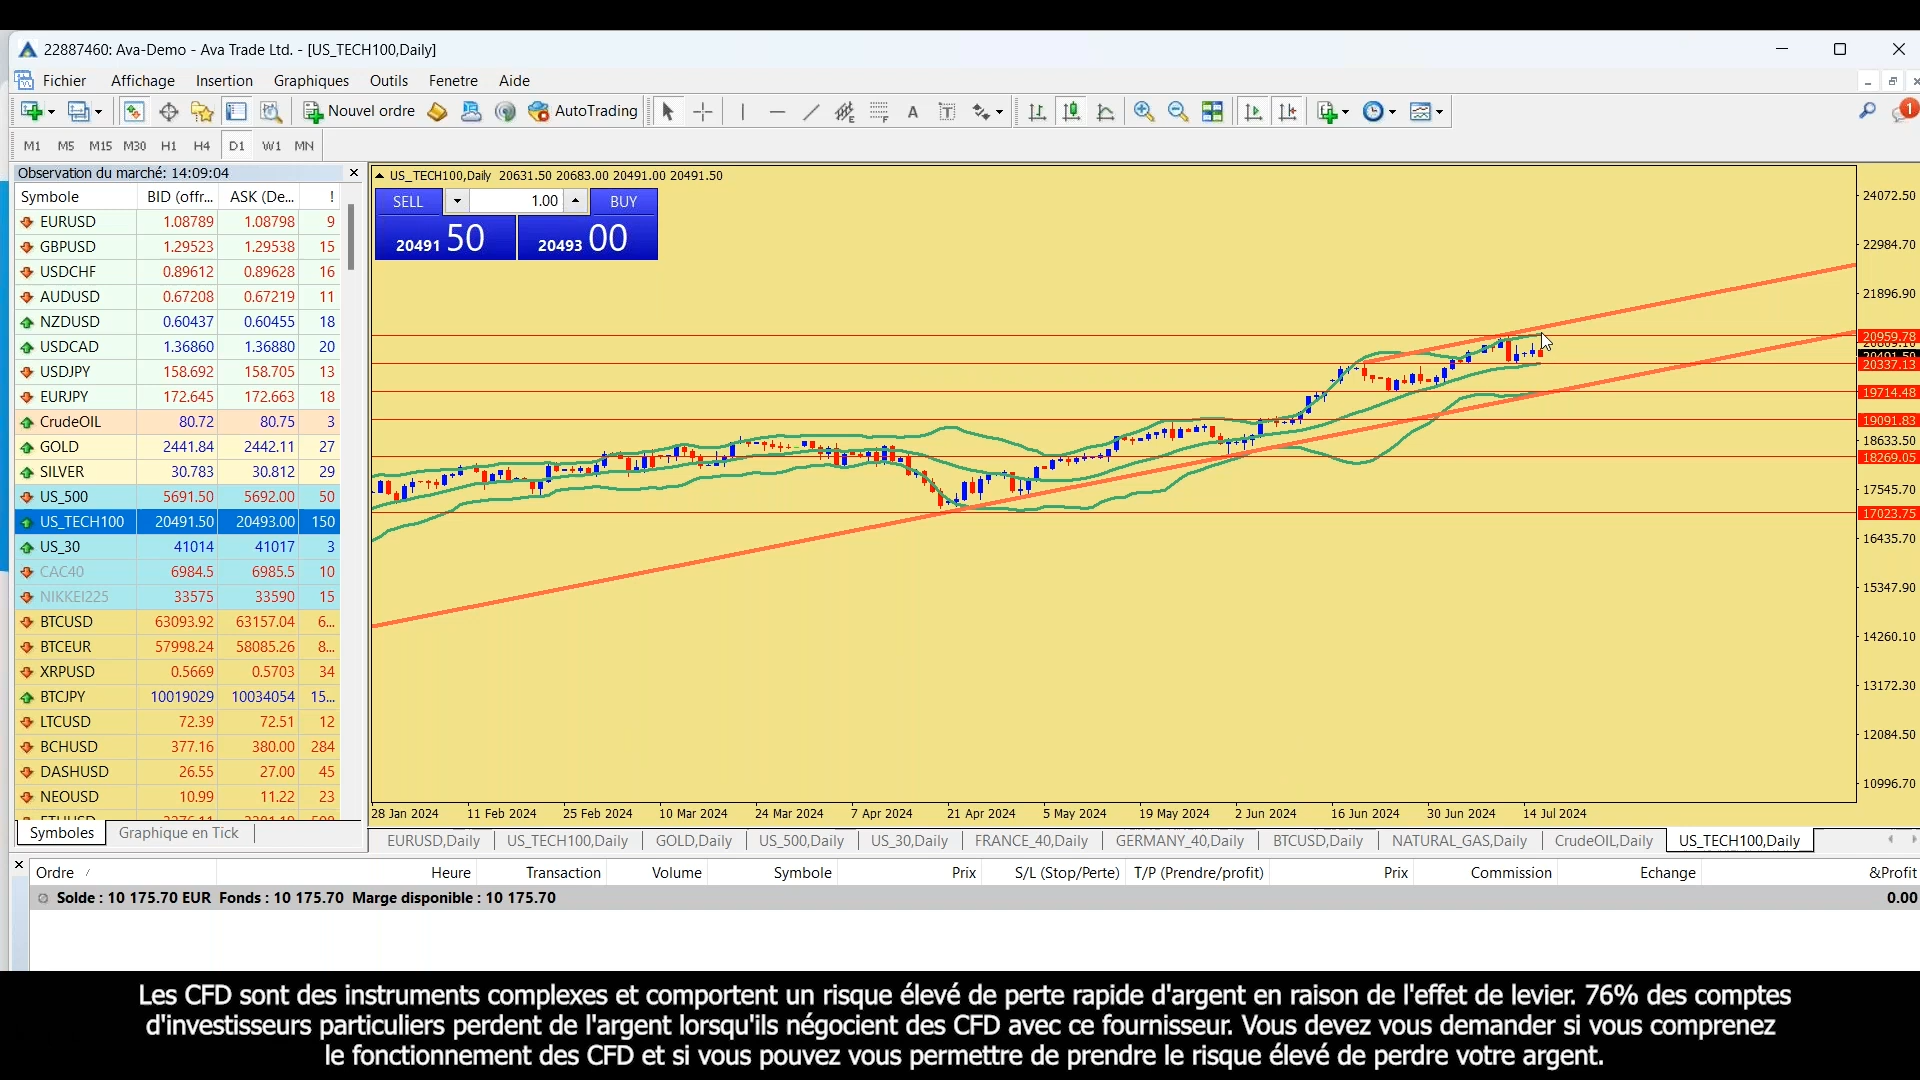 22887460: Ava-Demo - Ava Trade Ltd. - [US_TECH100,Daily]
Fichier Affichage Insertion Graphiques Outils Fenetre Aide
Nouvel ordre AutoTrading A T 1
M1 M5 M15 M30 H1 H4 D1 W1 MN
Observation du marché: 14:09:04
Symbole BID (offr... ASK (De... !
EURUSD 1.08789 1.08798 9
GBPUSD 1.29523 1.29538 15
USDCHF 0.89612 0.89628 16
AUDUSD 0.67208 0.67219 11
NZDUSD 0.60437 0.60455 18
USDCAD 1.36860 1.36880 20
USDJPY 158.692 158.705 13
EURJPY 172.645 172.663 18
CrudeOIL 80.72 80.75 3
GOLD 2441.84 2442.11 27
SILVER 30.783 30.812 29
US_500 5691.50 5692.00 50
US_TECH100 20491.50 20493.00 150
US_30 41014 41017 3
CAC40 6984.5 6985.5 10
NIKKEI225 33575 33590 15
BTCUSD 63093.92 63157.04 6...
BTCEUR 57998.24 58085.26 8...
XRPUSD 0.5669 0.5703 34
BTCJPY 10019029 10034054 15...
LTCUSD 72.39 72.51 12
BCHUSD 377.16 380.00 284
DASHUSD 26.55 27.00 45
NEOUSD 10.99 11.22 23
Symboles Graphique en Tick
US_TECH100,Daily 20631.50 20683.00 20491.00 20491.50
SELL 1.00 BUY
20491 50 20493 00
24072.50
22984.70
21896.90
20959.78
20337.13
19714.48
19091.83
18633.50
18269.05
17545.70
17023.75
16435.70
15347.90
14260.10
13172.30
12084.50
10996.70
28 Jan 2024 11 Feb 2024 25 Feb 2024 10 Mar 2024 24 Mar 2024 7 Apr 2024 21 Apr 2024 5 May 2024 19 May 2024 2 Jun 2024 16 Jun 2024 30 Jun 2024 14 Jul 2024
EURUSD,Daily US_TECH100,Daily GOLD,Daily US_500,Daily US_30,Daily FRANCE_40,Daily GERMANY_40,Daily BTCUSD,Daily NATURAL_GAS,Daily CrudeOIL,Daily US_TECH100,Daily
Ordre Heure Transaction Volume Symbole Prix S/L (Stop/Perte) T/P (Prendre/profit) Prix Commission Echange &Profit
Solde : 10 175.70 EUR Fonds : 10 175.70 Marge disponible : 10 175.70 0.00
Les CFD sont des instruments complexes et comportent un risque élevé de perte rapide d'argent en raison de l'effet de levier. 76% des comptes
d'investisseurs particuliers perdent de l'argent lorsqu'ils négocient des CFD avec ce fournisseur. Vous devez vous demander si vous comprenez
le fonctionnement des CFD et si vous pouvez vous permettre de prendre le risque élevé de perdre votre argent.